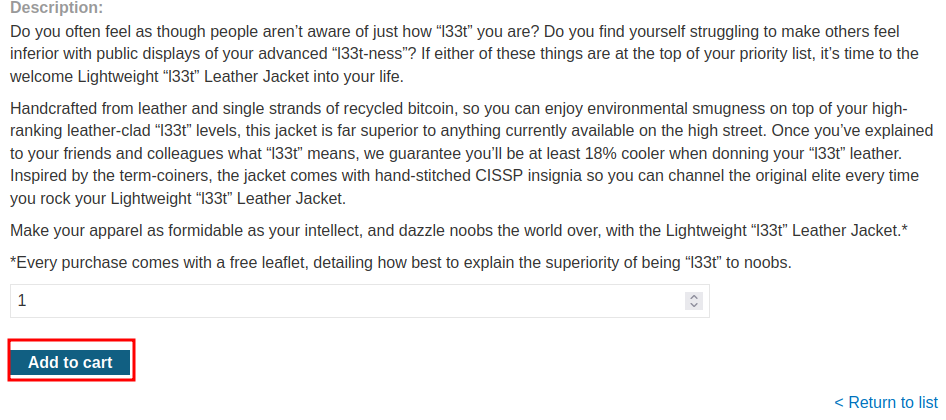 Description:
Do you often feel as though people aren’t aware of just how “l33t” you are? Do you find yourself struggling to make others feel
inferior with public displays of your advanced “l33t-ness”? If either of these things are at the top of your priority list, it’s time to the
welcome Lightweight “l33t” Leather Jacket into your life.
Handcrafted from leather and single strands of recycled bitcoin, so you can enjoy environmental smugness on top of your high-
ranking leather-clad “l33t” levels, this jacket is far superior to anything currently available on the high street. Once you’ve explained
to your friends and colleagues what “l33t” means, we guarantee you’ll be at least 18% cooler when donning your “l33t” leather.
Inspired by the term-coiners, the jacket comes with hand-stitched CISSP insignia so you can channel the original elite every time
you rock your Lightweight “l33t” Leather Jacket.
Make your apparel as formidable as your intellect, and dazzle noobs the world over, with the Lightweight “l33t” Leather Jacket.*
*Every purchase comes with a free leaflet, detailing how best to explain the superiority of being “l33t” to noobs.
1
Add to cart
< Return to list